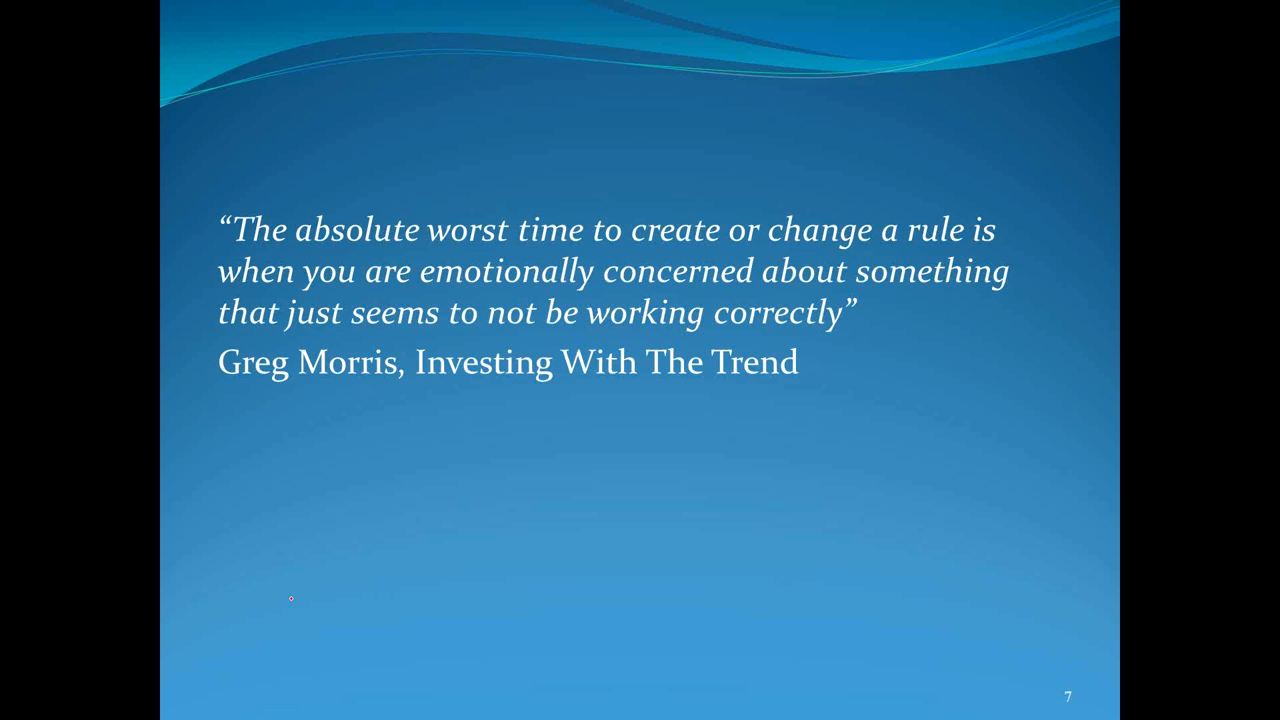 “The absolute worst time to create or change a rule is
when you are emotionally concerned about something
that just seems to not be working correctly”
Greg Morris, Investing With The Trend
7